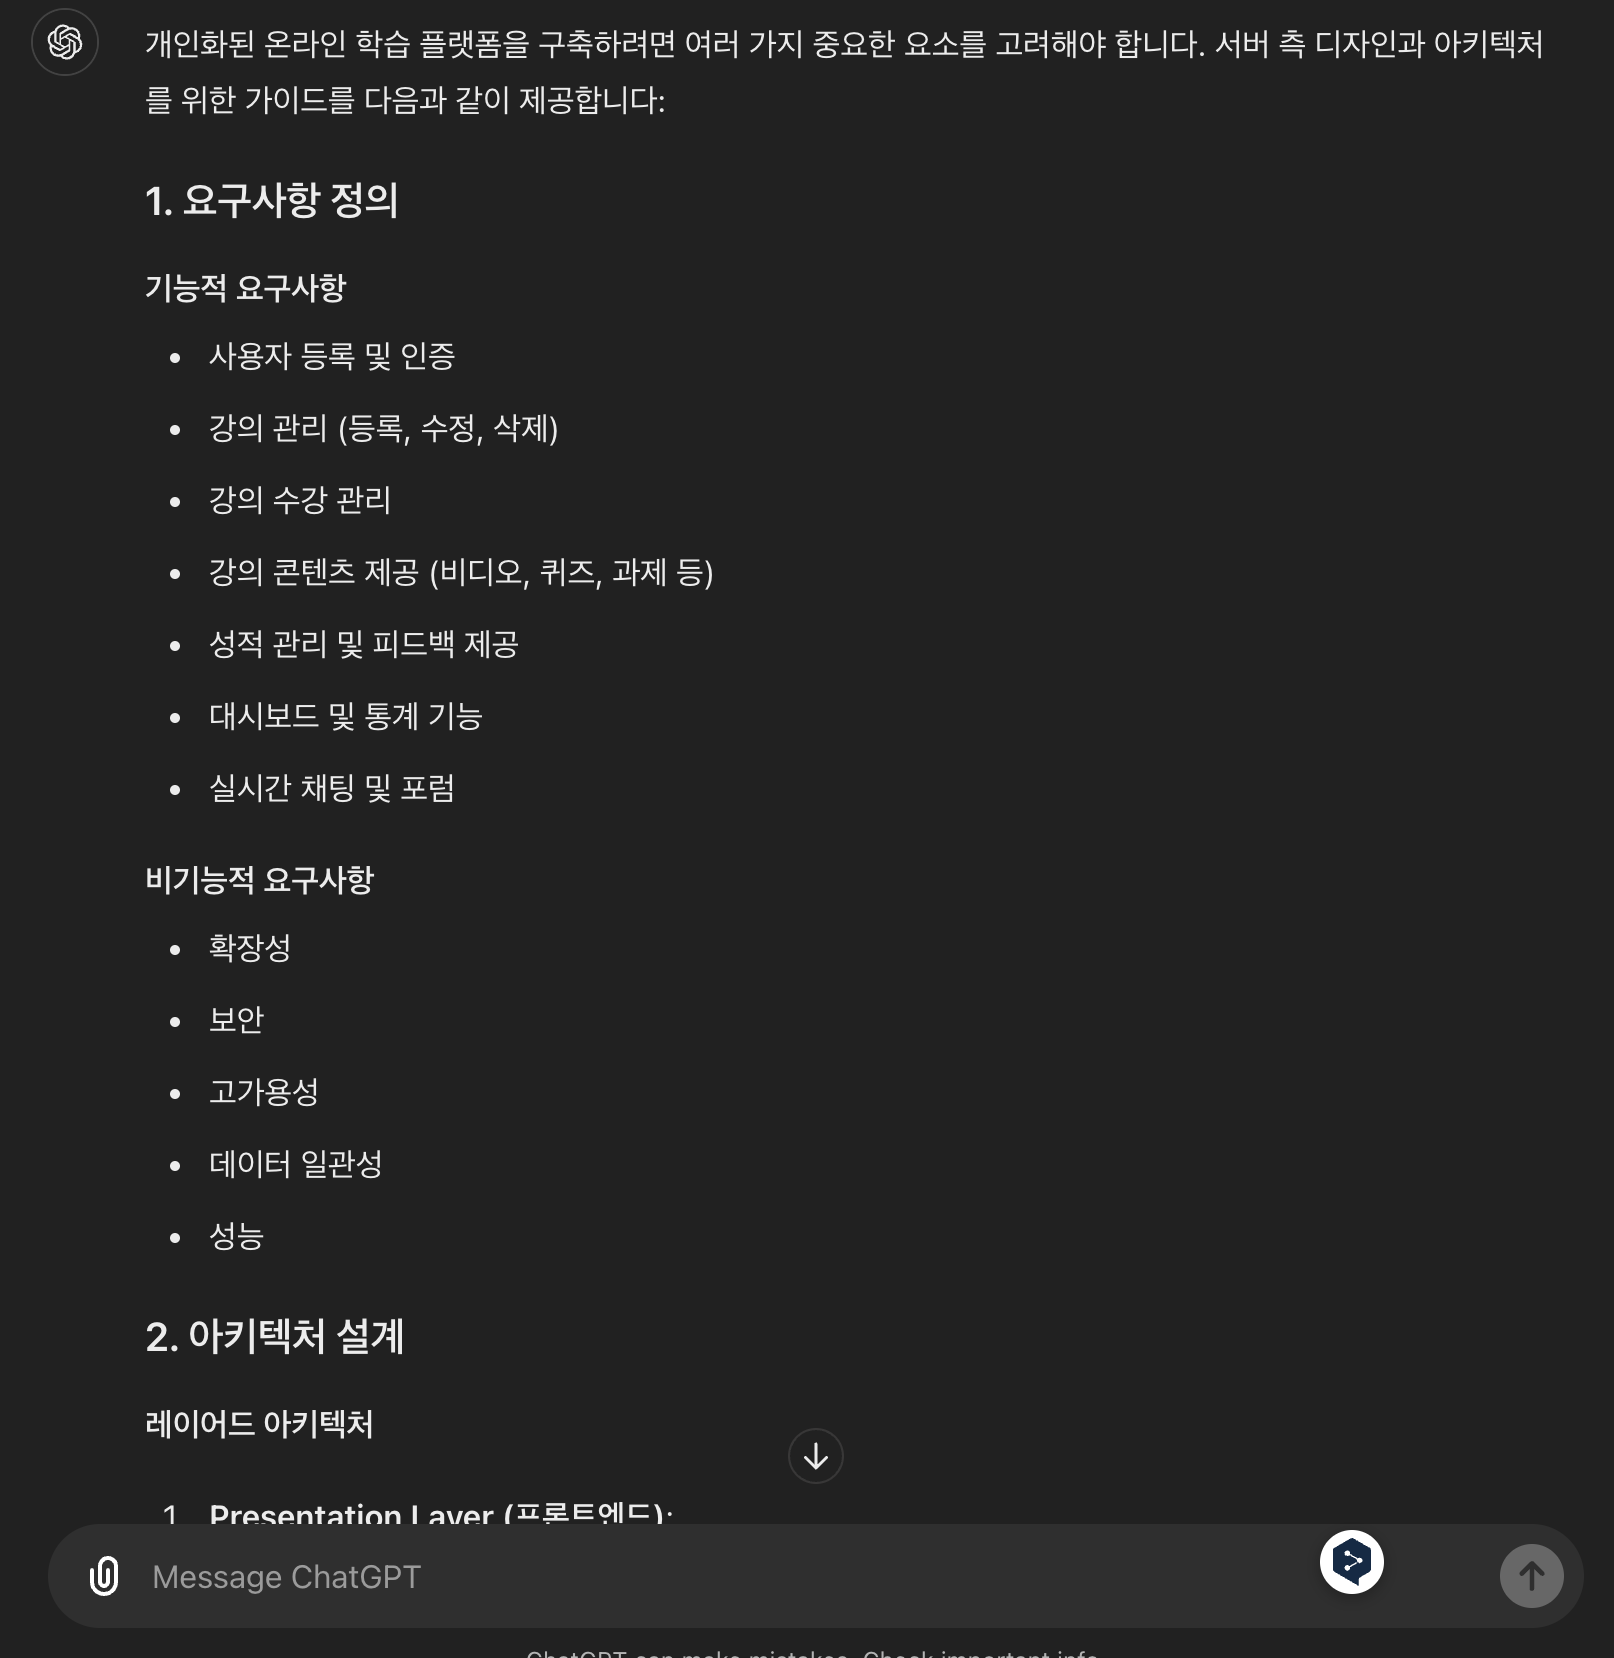 개인화된 온라인 학습 플랫폼을 구축하려면 여러 가지 중요한 요소를 고려해야 합니다. 서버 측 디자인과 아키텍처
를 위한 가이드를 다음과 같이 제공합니다:
1. 요구사항 정의
기능적 요구사항
• 사용자 등록 및 인증
• 강의 관리 (등록, 수정, 삭제)
• 강의 수강 관리
• 강의 콘텐츠 제공 (비디오, 퀴즈, 과제 등)
• 성적 관리 및 피드백 제공
• 대시보드 및 통계 기능
• 실시간 채팅 및 포럼
비기능적 요구사항
• 확장성
• 보안
• 고가용성
• 데이터 일관성
• 성능
2. 아키텍처 설계
레이어드 아키텍처
1 Presentation Layer (프론트엔드):
Message ChatGPT
ChatGPT can make mistakes. Check important info.